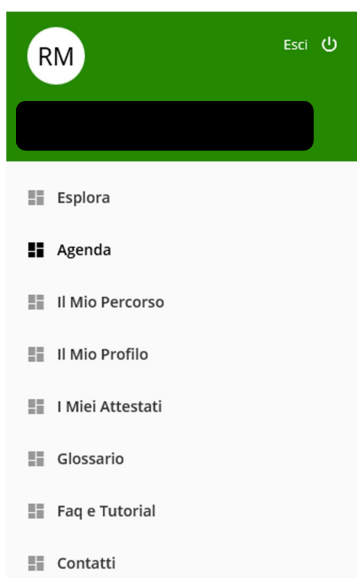 RM
Esci
Esplora
Agenda
Il Mio Percorso
Il Mio Profilo
I Miei Attestati
Glossario
Faq e Tutorial
Contatti